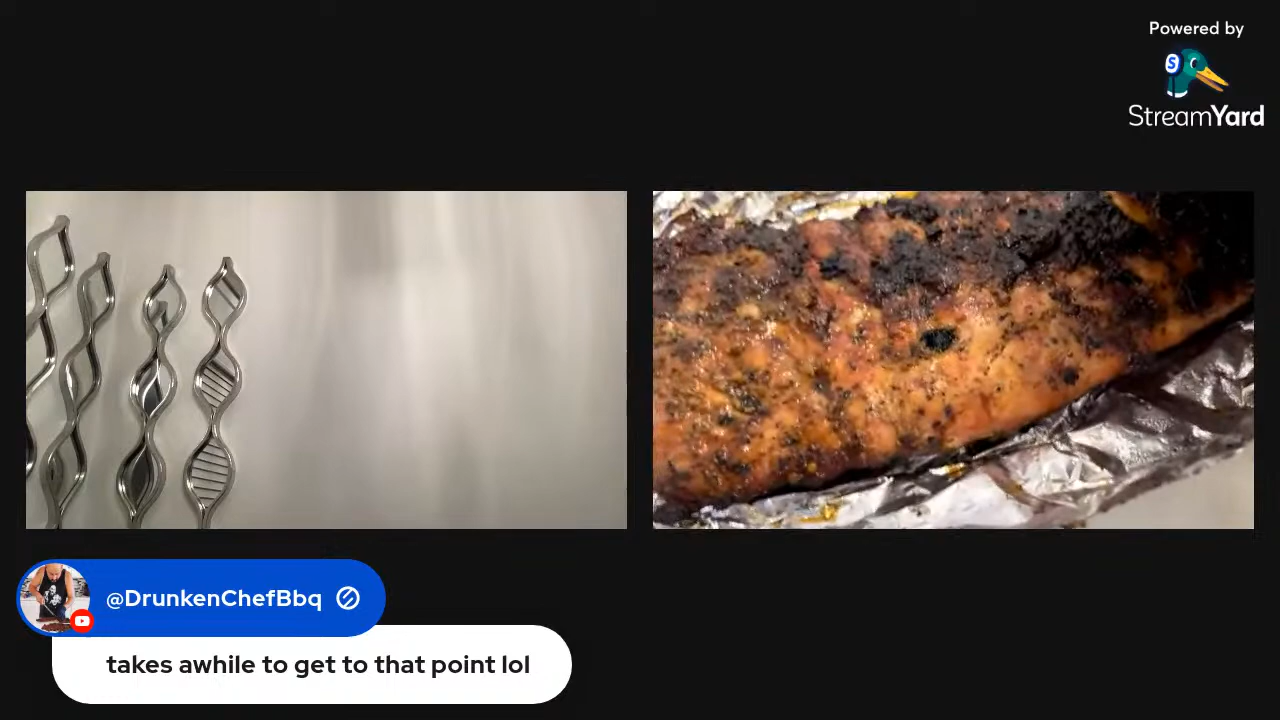 Powered by
S
StreamYard
@DrunkenChefBbq
takes awhile to get to that point lol